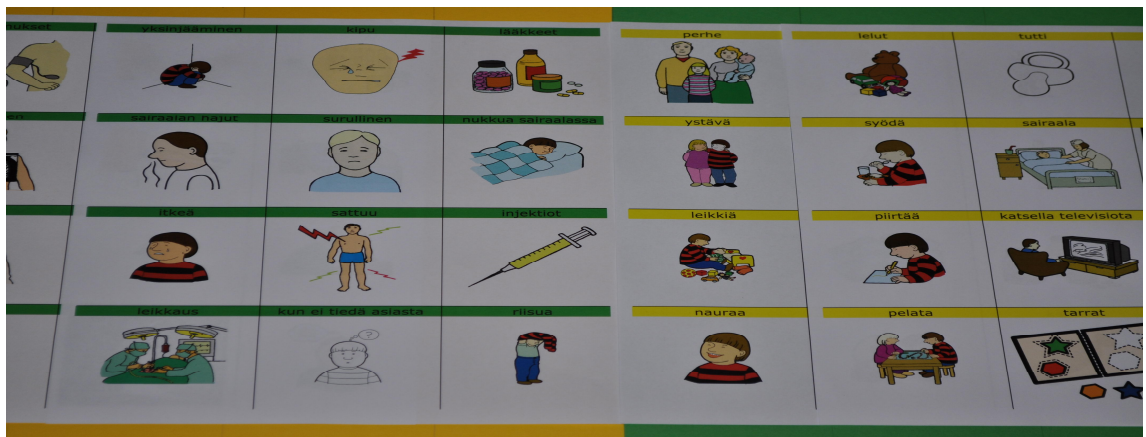 yksinjääminen
kipu
lääkkeet
perhe
lelut
tutti
sairaalan hajut
surullinen
nukkua sairaalassa
ystävä
syödä
sairaala
itkeä
sattuu
injektiot
leikkiä
piirtää
katsella televisiota
leikkaus
kun ei tiedä asiasta
?
riisua
nauraa
pelata
tarrat